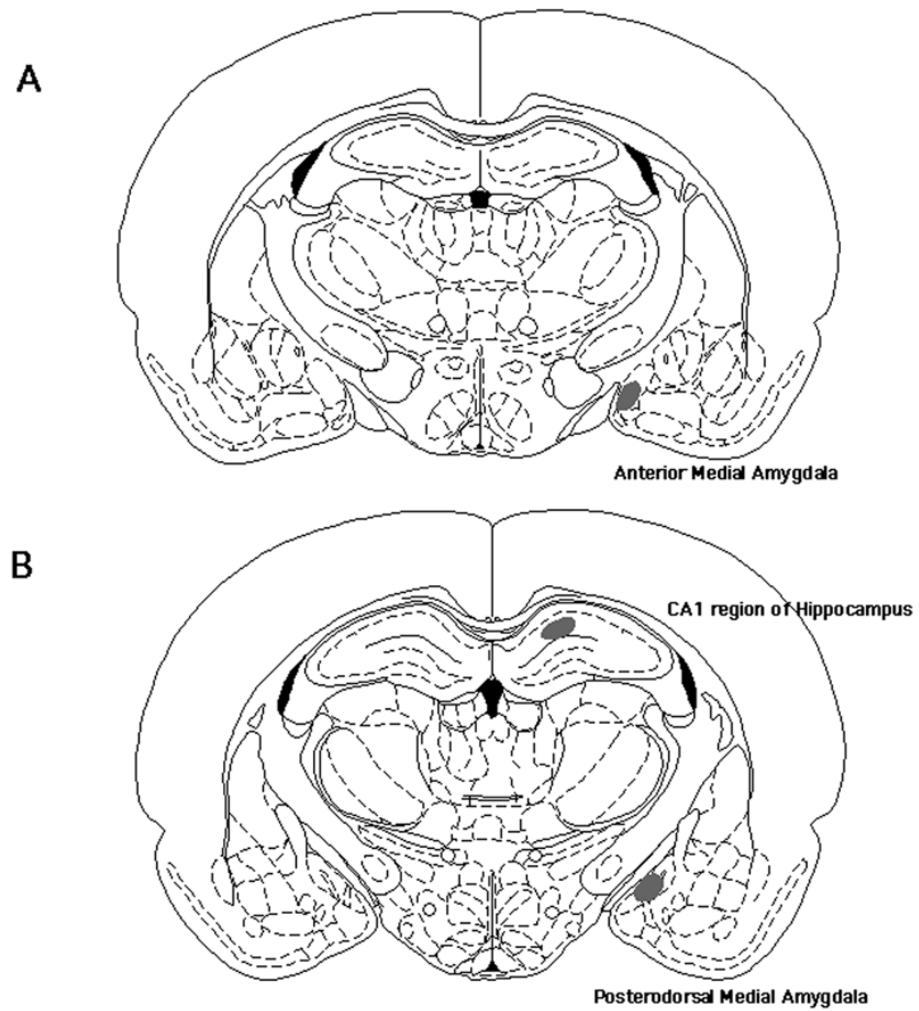 A
Anterior Medial Amygdala
B
CA1 region of Hippocampus
Posterodorsal Medial Amygdala